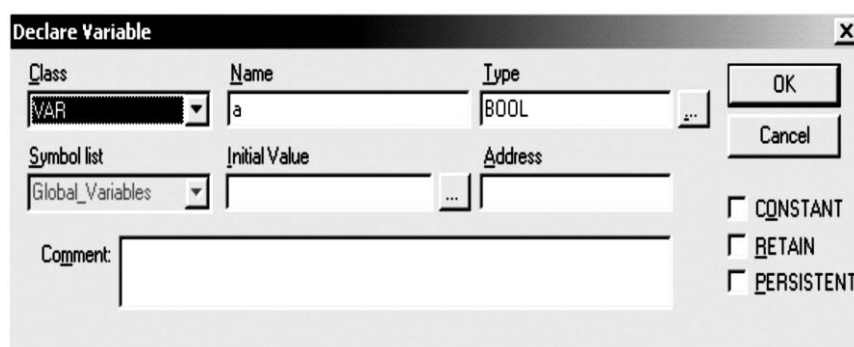 Declare Variable
Class Name Type
VAR a BOOL ... OK
Cancel
Symbol list Initial Value Address
Global_Variables ...
CONSTANT
Comment: RETAIN
PERSISTENT